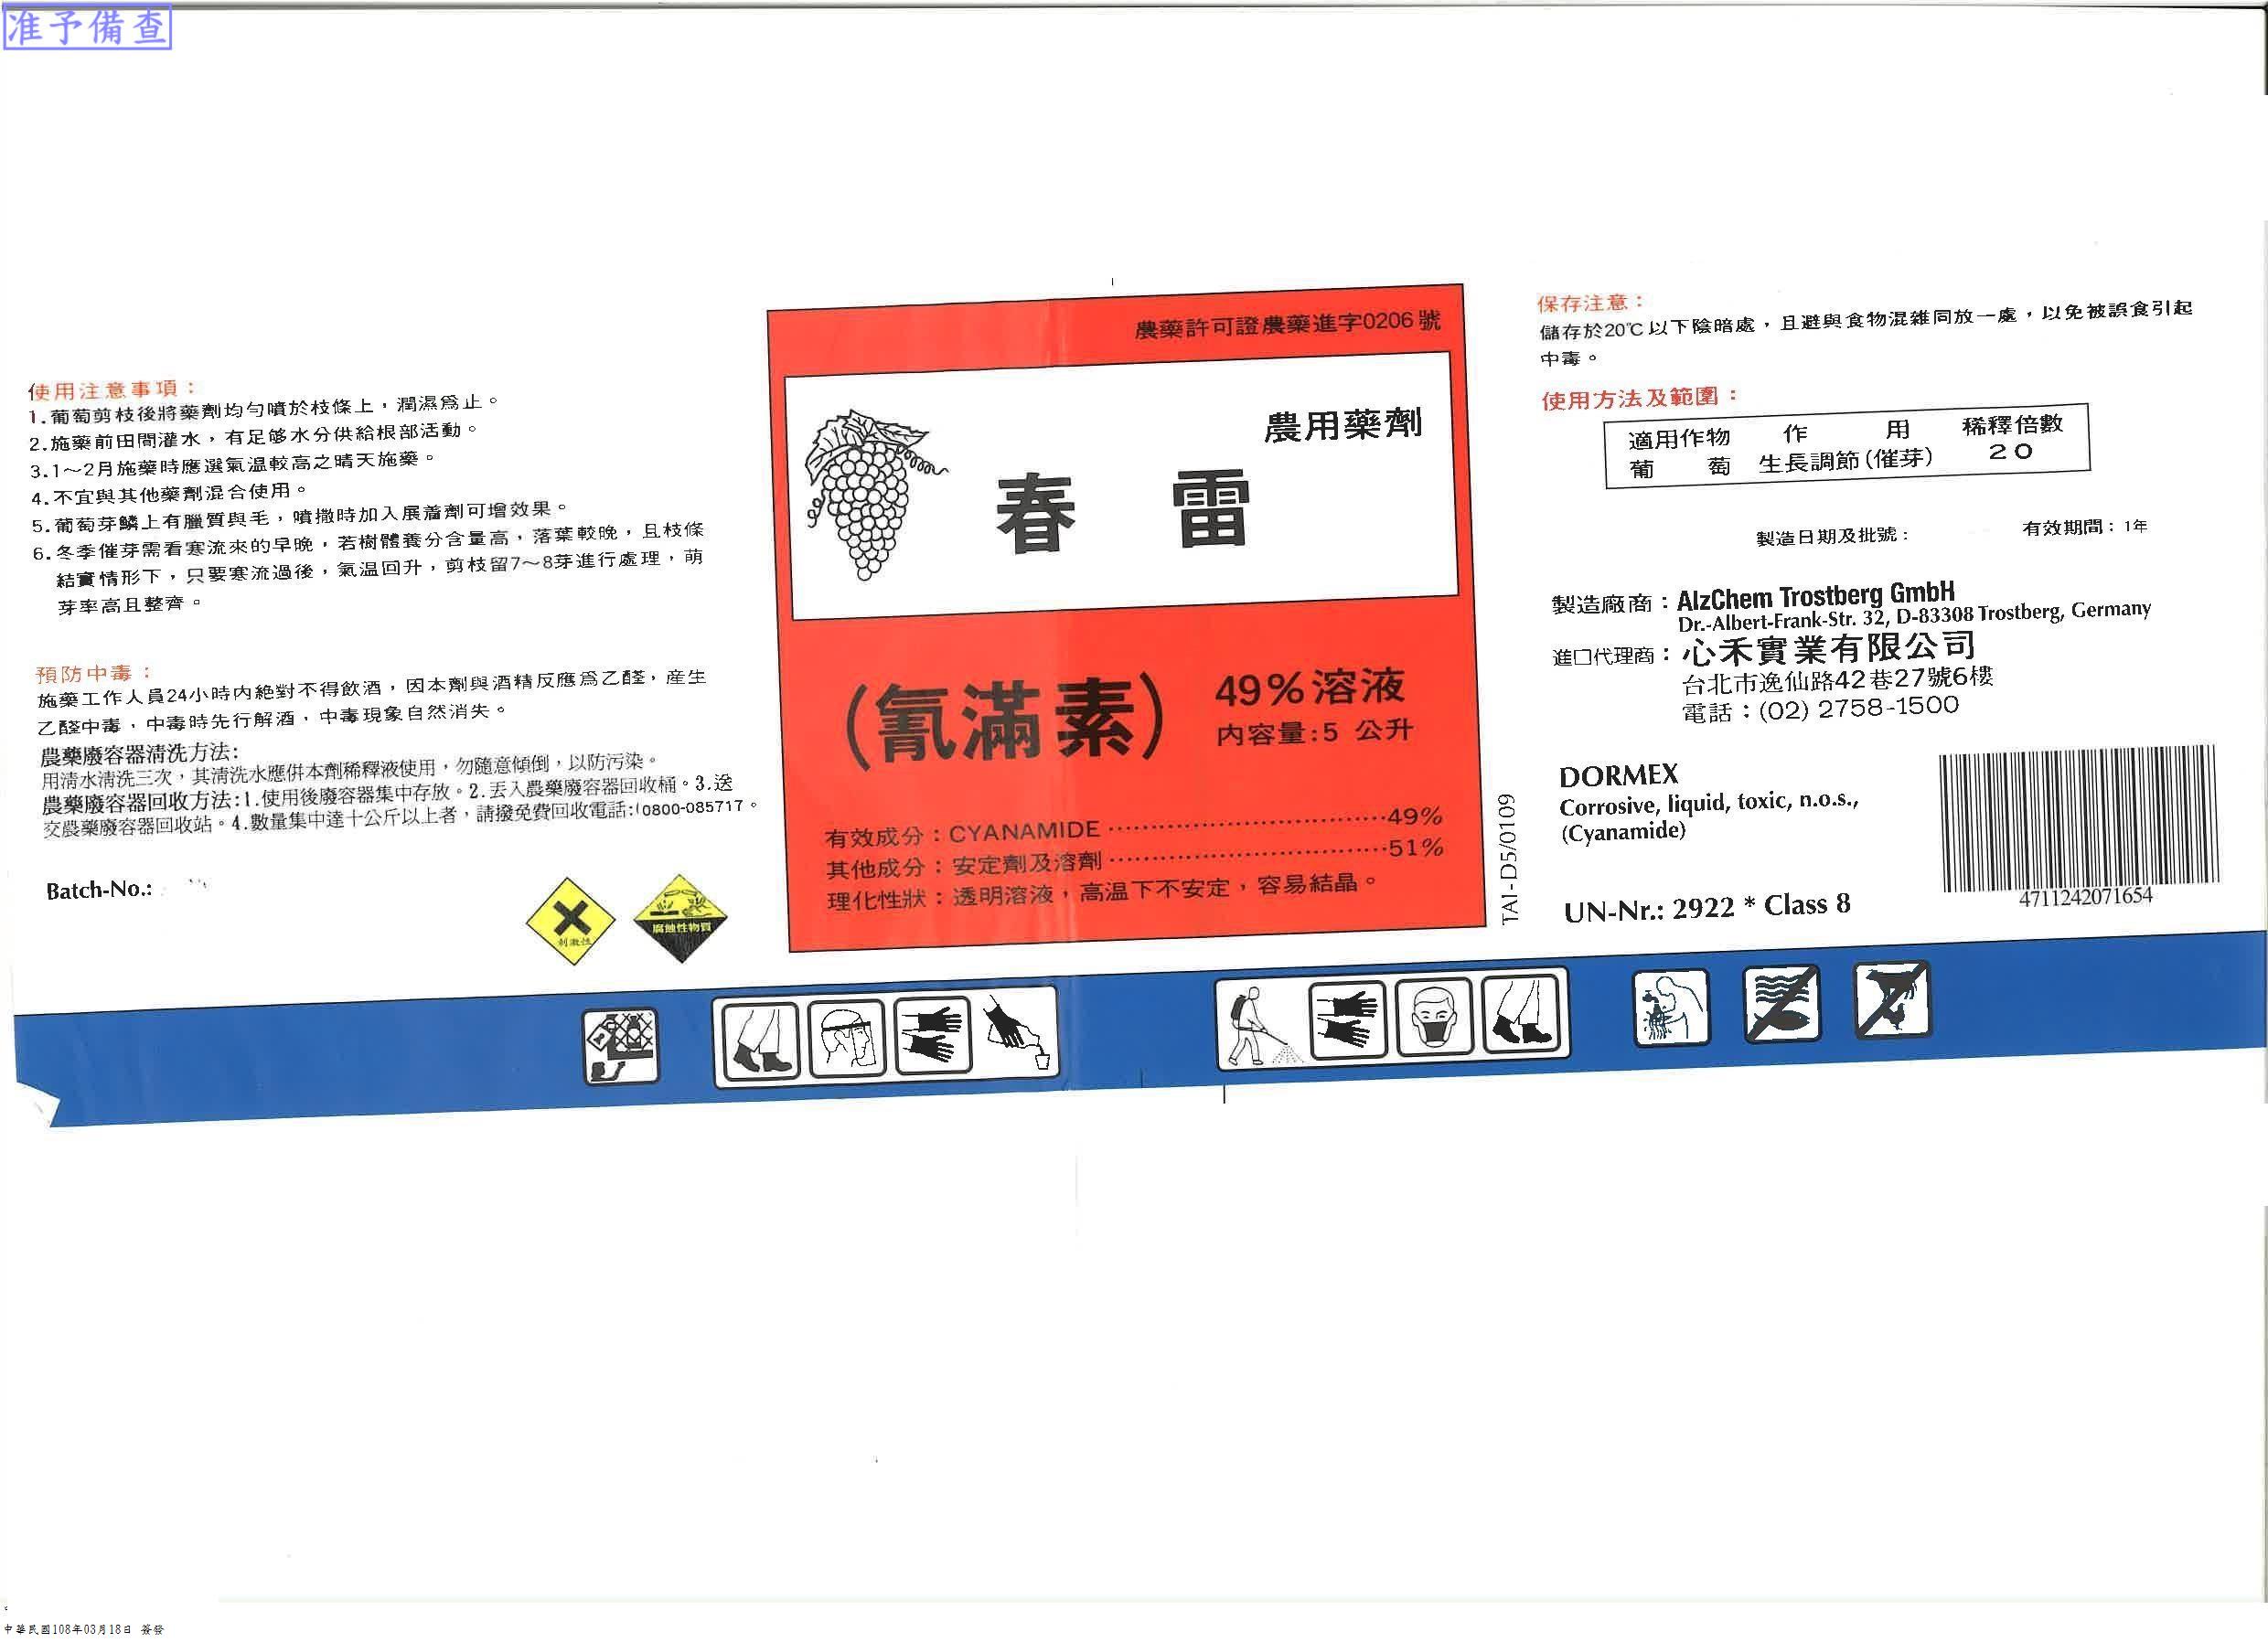 准予備查
使用注意事項：
1.葡萄剪枝後將藥劑均勻噴於枝條上，潤濕為止。
2.施藥前田間灌水，有足够水分供給根部活動。
3.1～2月施藥時應選氣温較高之晴天施藥。
4.不宜與其他藥劑混合使用。
5.葡萄芽鱗上有臘質與毛，噴撒時加入展着劑可增效果。
6.冬季催芽需看寒流來的早晚，若樹體養分含量高，落葉較晚，且枝條
結實情形下，只要寒流過後，氣温回升，剪枝留7～8芽進行處理，萌
芽率高且整齊。
預防中毒：
施藥工作人員24小時內絕對不得飲酒，因本劑與酒精反應爲乙醛，産生
乙醛中毒，中毒時先行解酒，中毒現象自然消失。
農藥廢容器清洗方法:
用清水清洗三次，其清洗水應併本劑稀釋液使用，勿隨意傾倒，以防污染。
農藥廢容器回收方法:1.使用後廢容器集中存放。2.丟入農藥廢容器回收桶。3.送
交農藥廢容器回收站。4.數量集中達十公斤以上者，請撥免費回收電話:(0800-085717。
Batch-No.:
刺激性
腐蝕性物質
農藥許可證農藥進字0206號
農用藥劑
春 雷
(氰滿素) 49%溶液
內容量:5 公升
有效成分：CYANAMIDE ································49%
其他成分：安定劑及溶劑 ································51%
理化性狀：透明溶液，高温下不安定，容易結晶。
TAI-D5/0109
保存注意：
儲存於20℃以下陰暗處，且避與食物混雜同放一處，以免被誤食引起
中毒。
使用方法及範圍：
適用作物 作 用 稀釋倍數
葡 萄 生長調節(催芽) 20
製造日期及批號： 有效期間：1年
製造廠商：AlzChem Trostberg GmbH
Dr.-Albert-Frank-Str. 32, D-83308 Trostberg, Germany
進口代理商：心禾實業有限公司
台北市逸仙路42巷27號6樓
電話：(02) 2758-1500
DORMEX
Corrosive, liquid, toxic, n.o.s.,
(Cyanamide)
UN-Nr.: 2922 * Class 8
4711242071654
中華民國108年03月18日 簽發